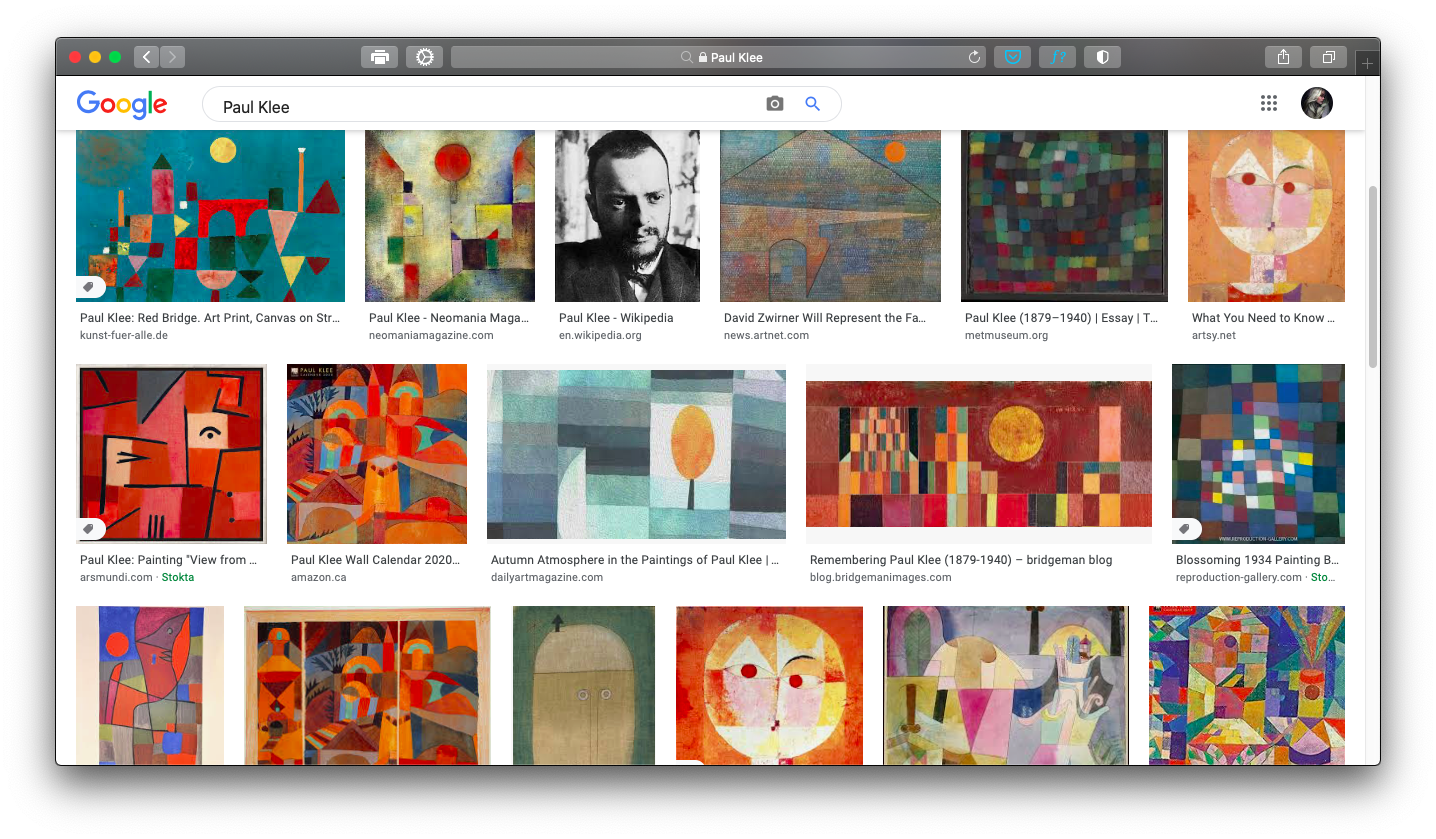 Paul Klee
Google
Paul Klee
Paul Klee: Red Bridge. Art Print, Canvas on Str...
kunst-fuer-alle.de
Paul Klee - Neomania Maga...
neomaniamagazine.com
Paul Klee - Wikipedia
en.wikipedia.org
David Zwirner Will Represent the Fa...
news.artnet.com
Paul Klee (1879–1940) | Essay | T...
metmuseum.org
What You Need to Know ...
artsy.net
PAUL KLEE
WWW.REPRODUCTION-GALLERY.COM
Paul Klee: Painting "View from ...
arsmundi.com · Stokta
Paul Klee Wall Calendar 2020...
amazon.ca
Autumn Atmosphere in the Paintings of Paul Klee | ...
dailyartmagazine.com
Remembering Paul Klee (1879-1940) – bridgeman blog
blog.bridgemanimages.com
Blossoming 1934 Painting B...
reproduction-gallery.com · Sto...